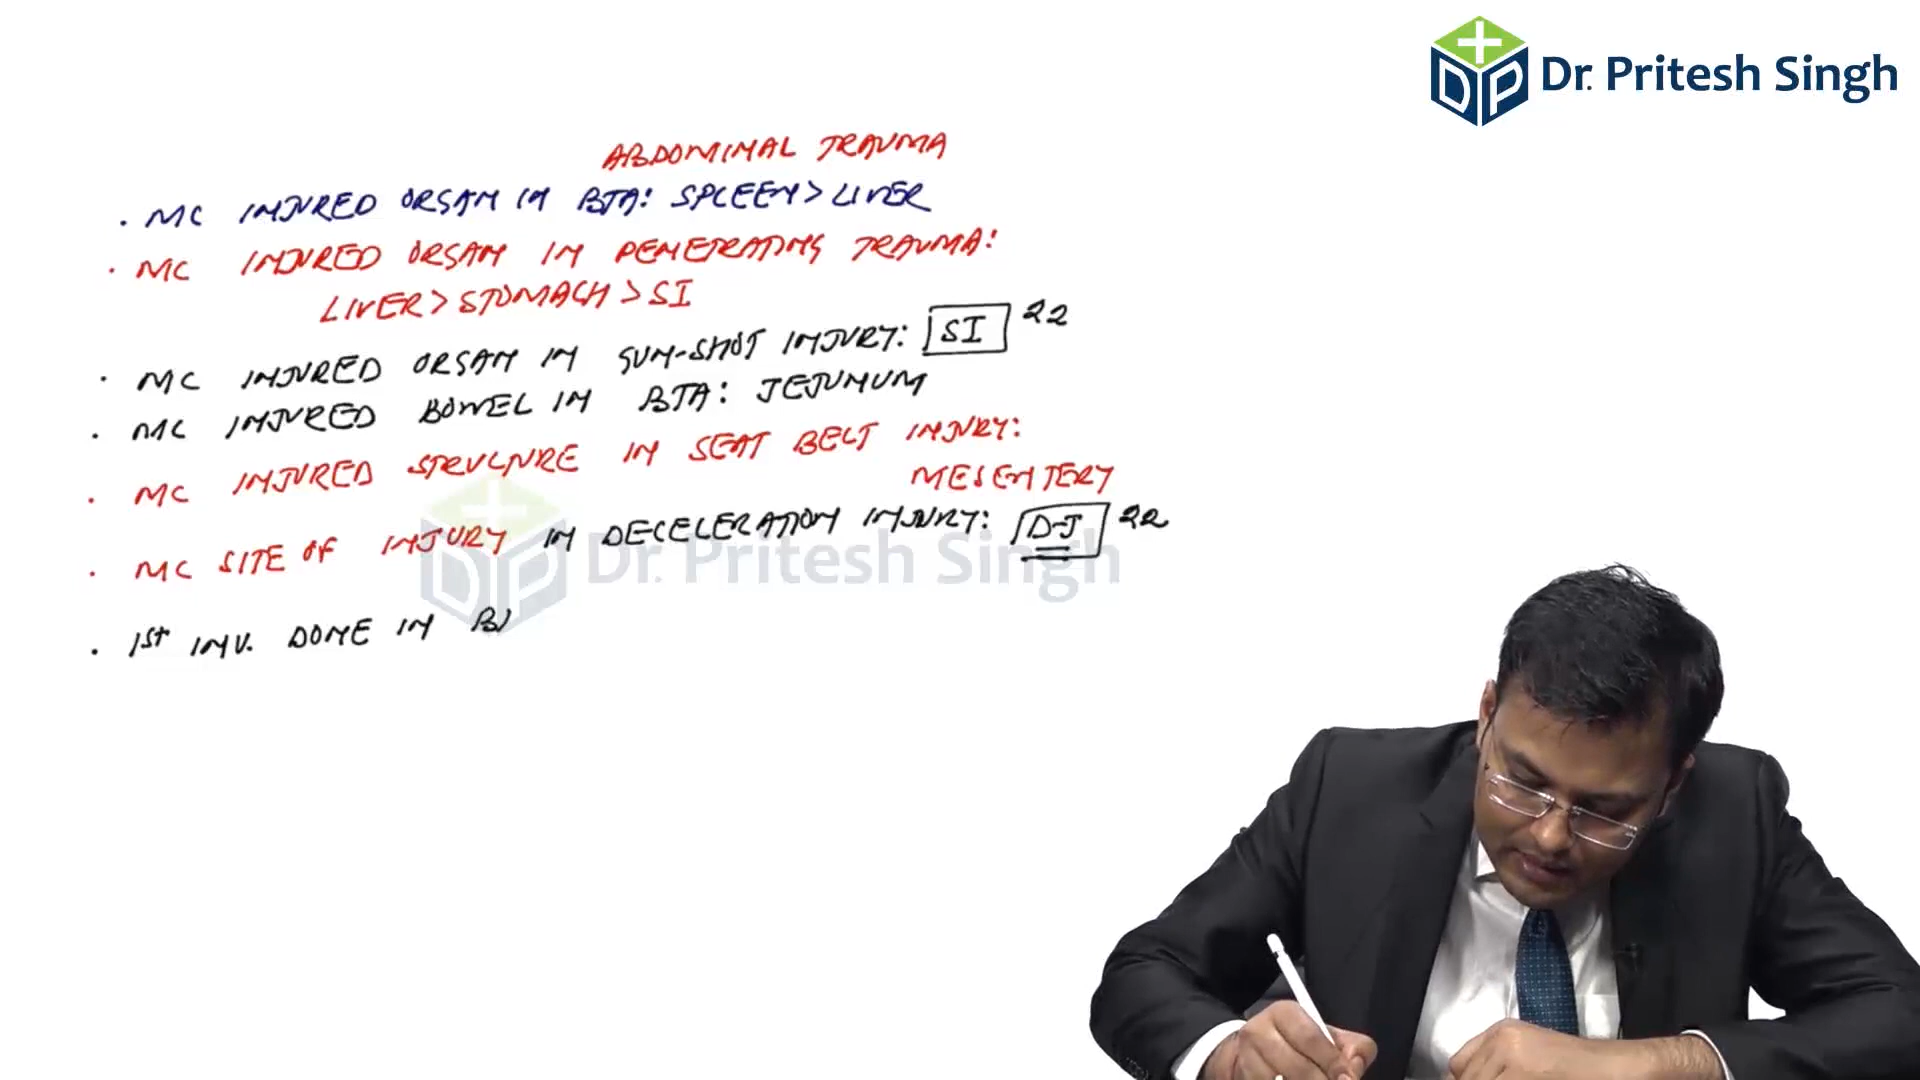 Dr. Pritesh Singh
ABDOMINAL TRAUMA
· MC INJURED ORGAN IN BTA: SPLEEN > LIVER
· MC INJURED ORGAN IN PENETRATING TRAUMA:
LIVER > STOMACH > SI
· MC INJURED ORGAN IN GUN-SHOT INJURY: SI 22
· MC INJURED BOWEL IN BTA: JEJUNUM
· MC INJURED STRUCTURE IN SEAT BELT INJURY:
MESENTERY
· MC SITE OF INJURY IN DECELERATION INJURY: D-J 22
Dr. Pritesh Singh
· 1st INV. DONE IN B